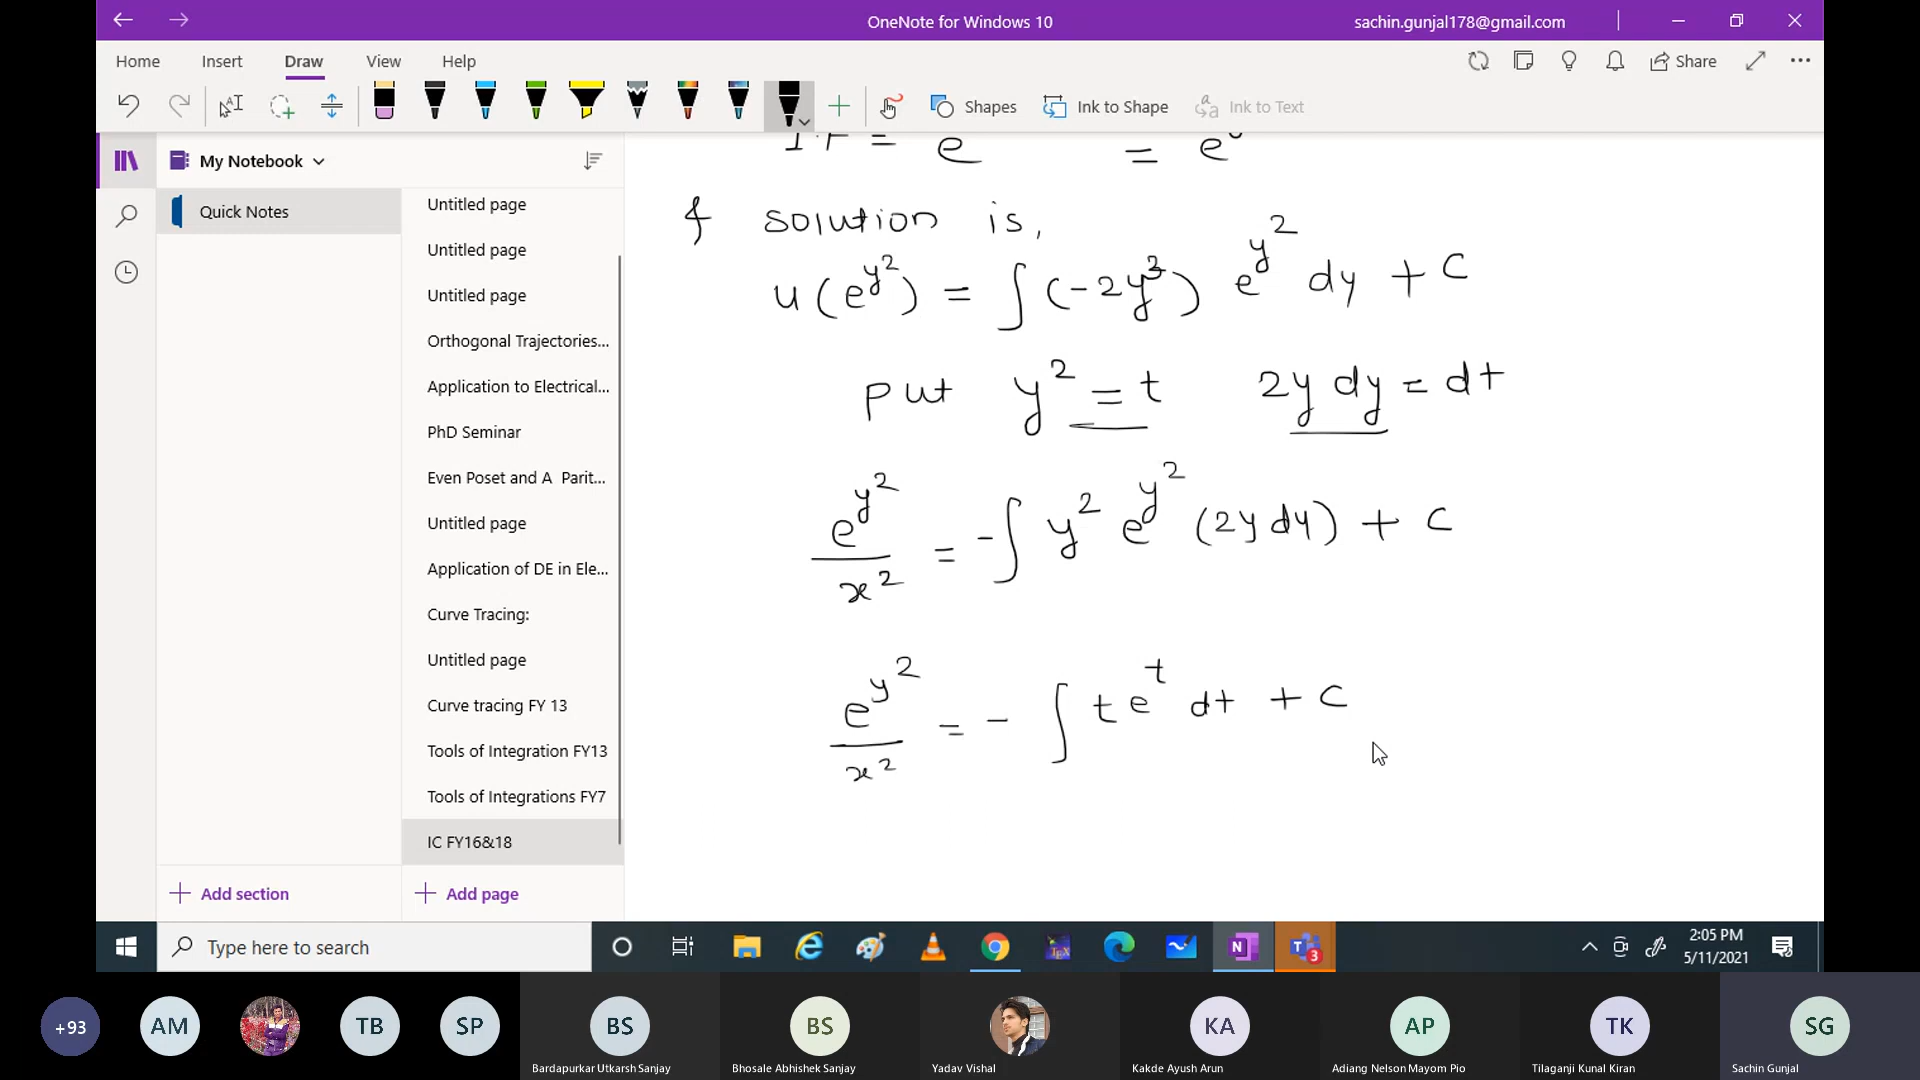 OneNote for Windows 10
sachin.gunjal178@gmail.com
Home Insert Draw View Help
Share
Shapes Ink to Shape Ink to Text
My Notebook
Quick Notes
Untitled page
Untitled page
Untitled page
Orthogonal Trajectories...
Application to Electrical...
PhD Seminar
Even Poset and A Parit...
Untitled page
Application of DE in Ele...
Curve Tracing:
Untitled page
Curve tracing FY 13
Tools of Integration FY13
Tools of Integrations FY7
IC FY16&18
+ Add section
+ Add page
I.F = e =
& solution is,
u(e^{y^2}) = ∫(-2y^3) e^{y^2} dy + C
put y^2 = t 2y dy = dt
e^{y^2}/x^2 = -∫ y^2 e^{y^2} (2y dy) + C
e^{y^2}/x^2 = - ∫ t e^t dt + C
Type here to search
2:05 PM
5/11/2021
+93 AM TB SP BS BS KA AP TK SG
Bardapurkar Utkarsh Sanjay
Bhosale Abhishek Sanjay
Yadav Vishal
Kakde Ayush Arun
Adiang Nelson Mayom Pio
Tilaganji Kunal Kiran
Sachin Gunjal